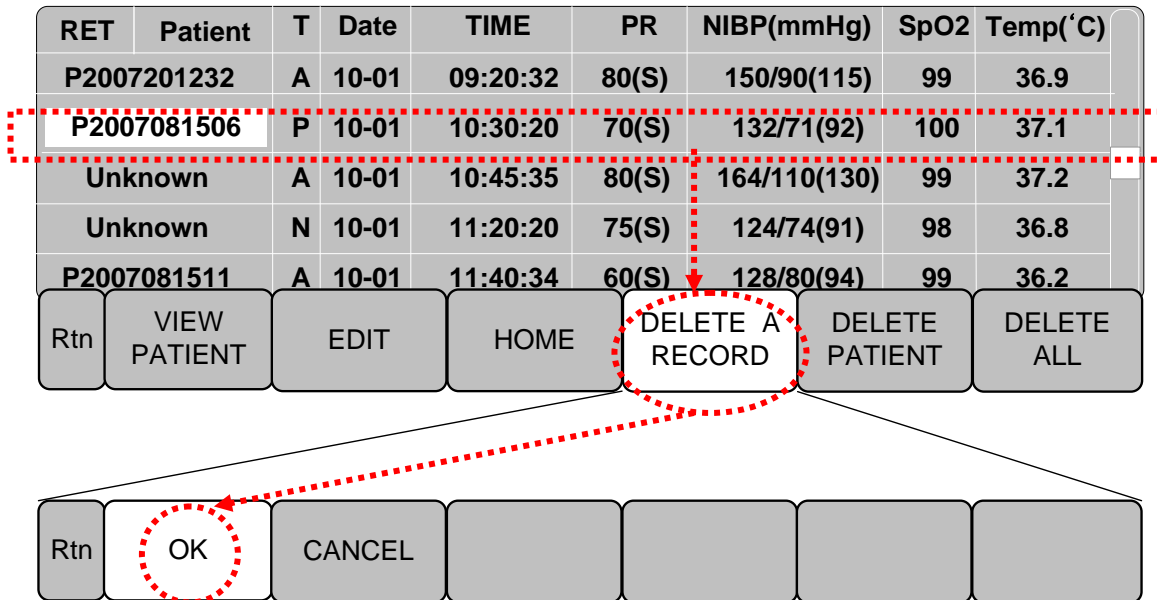 RET Patient T Date TIME PR NIBP(mmHg) SpO2 Temp(‘C)
P2007201232 A 10-01 09:20:32 80(S) 150/90(115) 99 36.9
P2007081506 P 10-01 10:30:20 70(S) 132/71(92) 100 37.1
Unknown A 10-01 10:45:35 80(S) 164/110(130) 99 37.2
Unknown N 10-01 11:20:20 75(S) 124/74(91) 98 36.8
P2007081511 A 10-01 11:40:34 60(S) 128/80(94) 99 36.2
Rtn VIEW PATIENT EDIT HOME DELETE A RECORD DELETE PATIENT DELETE ALL
Rtn OK CANCEL